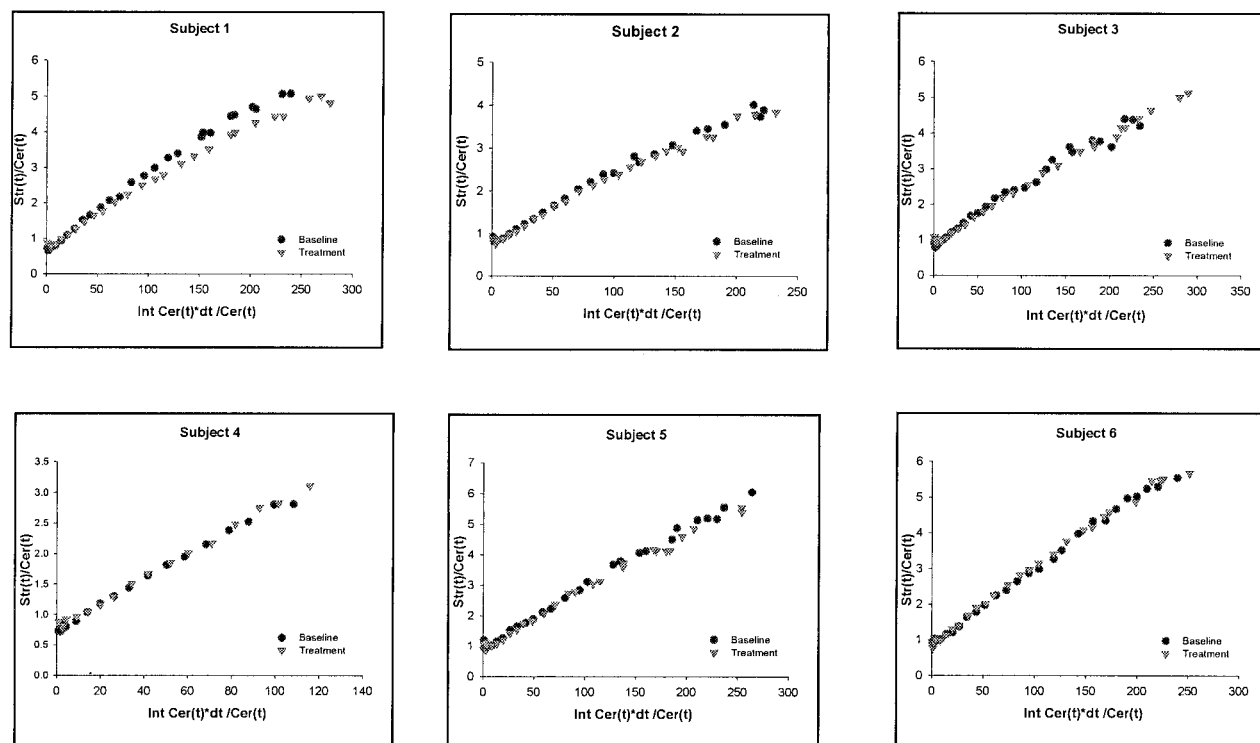 Subject 1
6
5
4
3
2
1
0
Str(t)/Cer(t)
Baseline
Treatment
0 50 100 150 200 250 300
Int Cer(t)*dt /Cer(t)
Subject 2
5
4
3
2
1
0
Str(t)/Cer(t)
Baseline
Treatment
0 50 100 150 200 250
Int Cer(t)*dt /Cer(t)
Subject 3
6
5
4
3
2
1
0
Str(t)/Cer(t)
Baseline
Treatment
0 50 100 150 200 250 300 350
Int Cer(t)*dt /Cer(t)
Subject 4
3.5
3.0
2.5
2.0
1.5
1.0
0.5
0.0
Str(t)/Cer(t)
Baseline
Treatment
0 20 40 60 80 100 120 140
Int Cer(t)*dt /Cer(t)
Subject 5
7
6
5
4
3
2
1
0
Str(t)/Cer(t)
Baseline
Treatment
0 50 100 150 200 250 300
Int Cer(t)*dt /Cer(t)
Subject 6
6
5
4
3
2
1
0
Str(t)/Cer(t)
Baseline
Treatment
0 50 100 150 200 250 300
Int Cer(t)*dt /Cer(t)